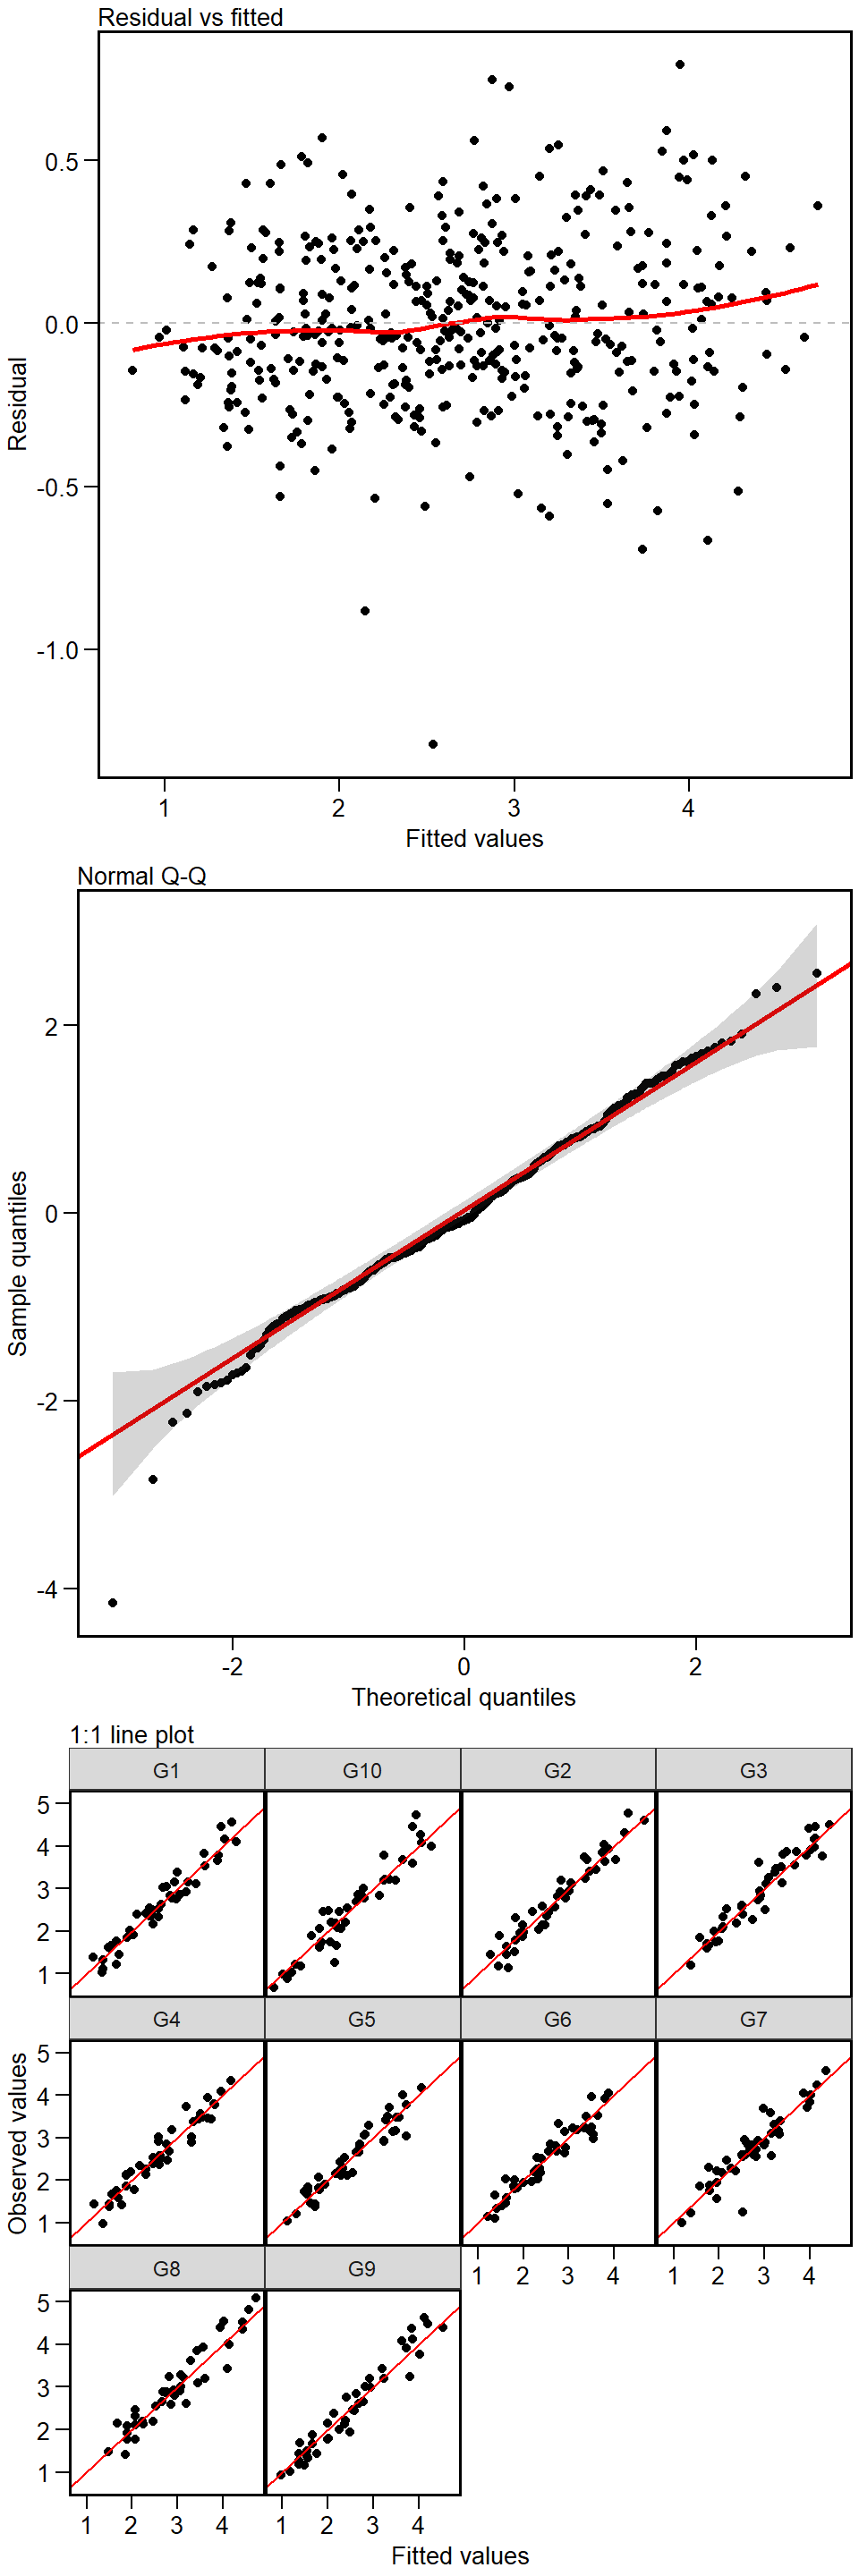 Residual vs fitted
0.5
0.0
-0.5
-1.0
Residual
1 2 3 4
Fitted values
Normal Q-Q
2
0
-2
-4
Sample quantiles
-2 0 2
Theoretical quantiles
1:1 line plot
G1 G10 G2 G3
5
4
3
2
1
G4 G5 G6 G7
5
4
3
2
1
Observed values
1 2 3 4 1 2 3 4
G8 G9
5
4
3
2
1
1 2 3 4 1 2 3 4
Fitted values